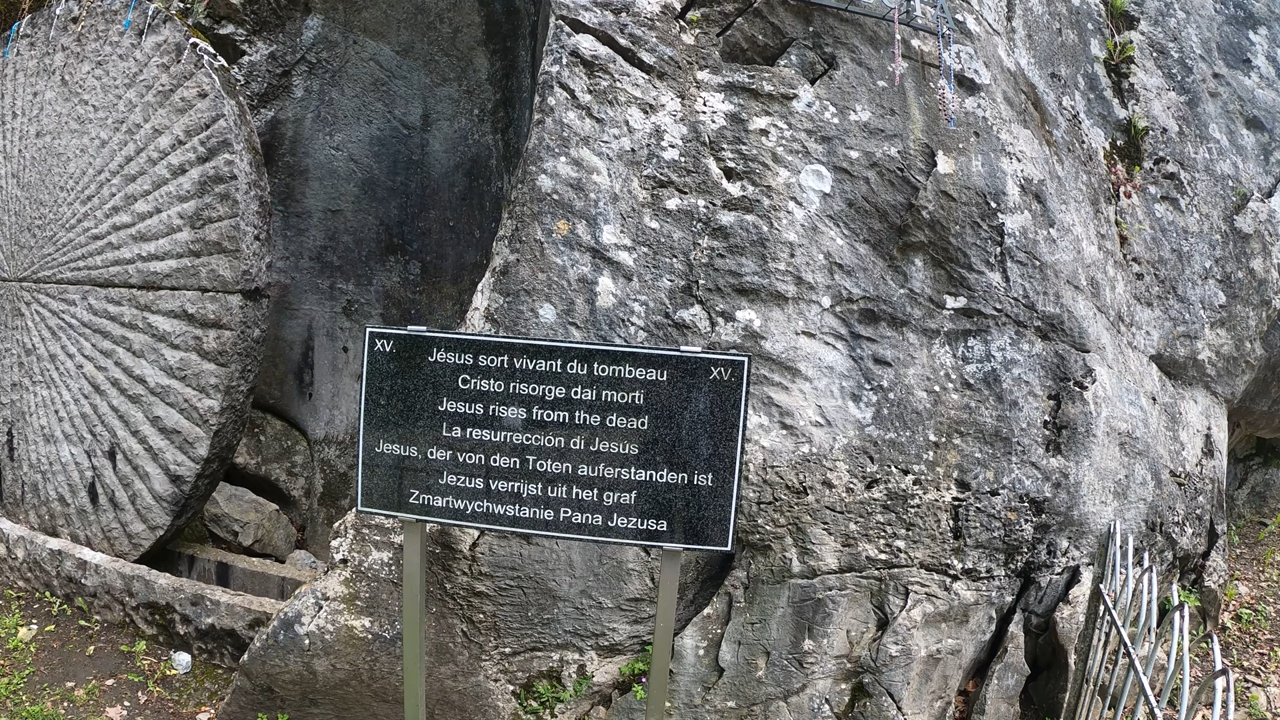 XV. Jésus sort vivant du tombeau XV.
Cristo risorge dai morti
Jesus rises from the dead
La resurrección di Jesús
Jesus, der von den Toten auferstanden ist
Jezus verrijst uit het graf
Zmartwychwstanie Pana Jezusa